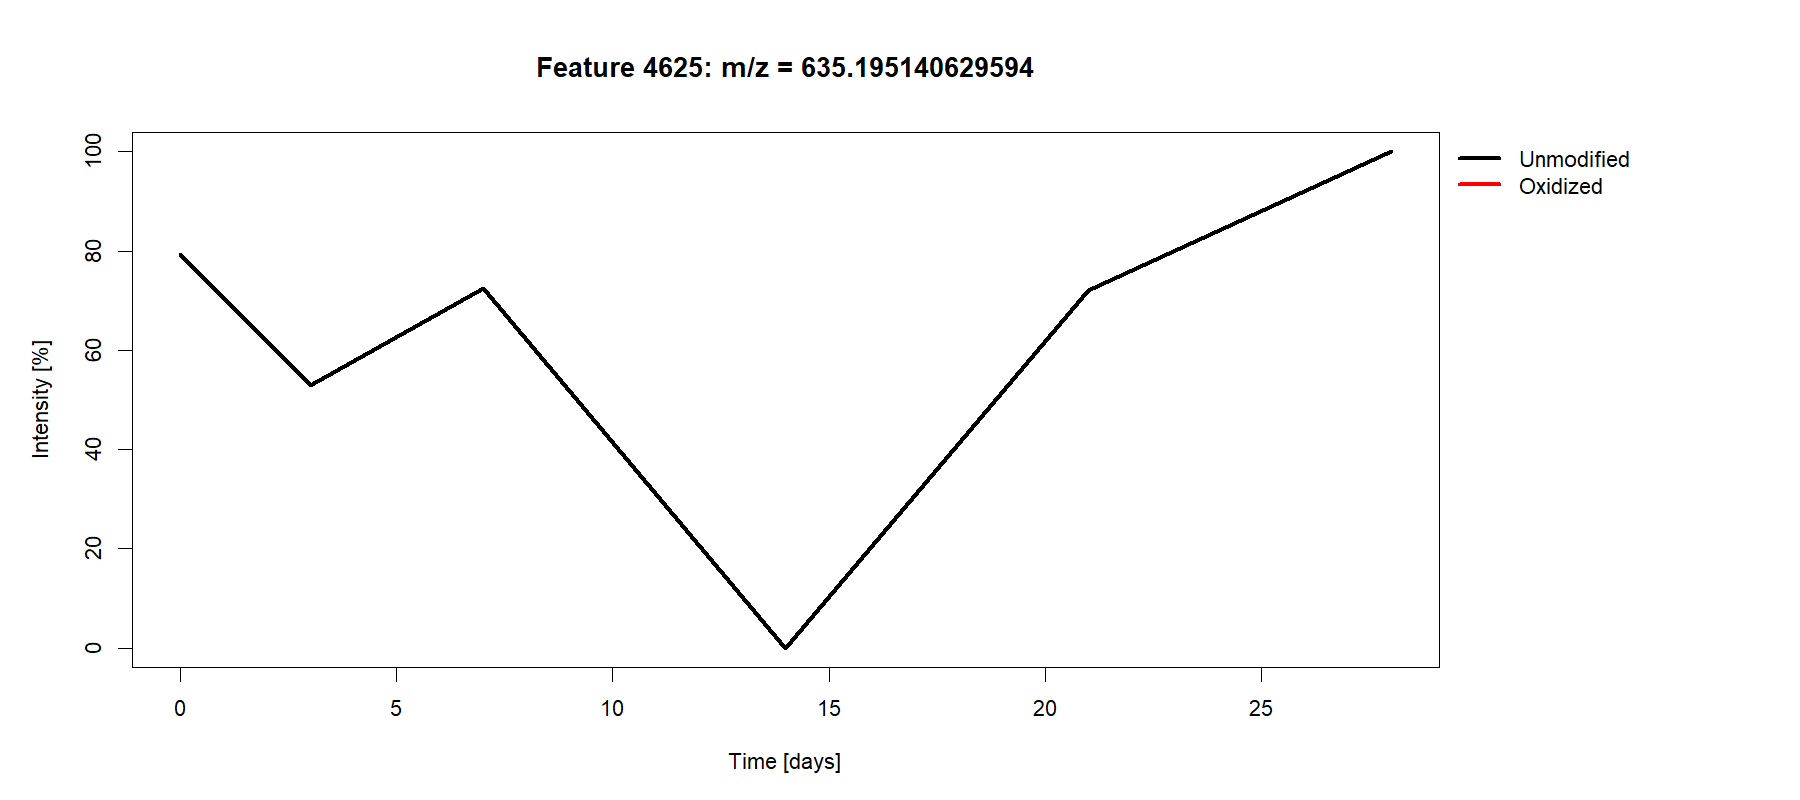 Feature 4625: m/z = 635.195140629594
Unmodified
Oxidized
Intensity [%]
100
80
60
40
20
0
0 5 10 15 20 25
Time [days]